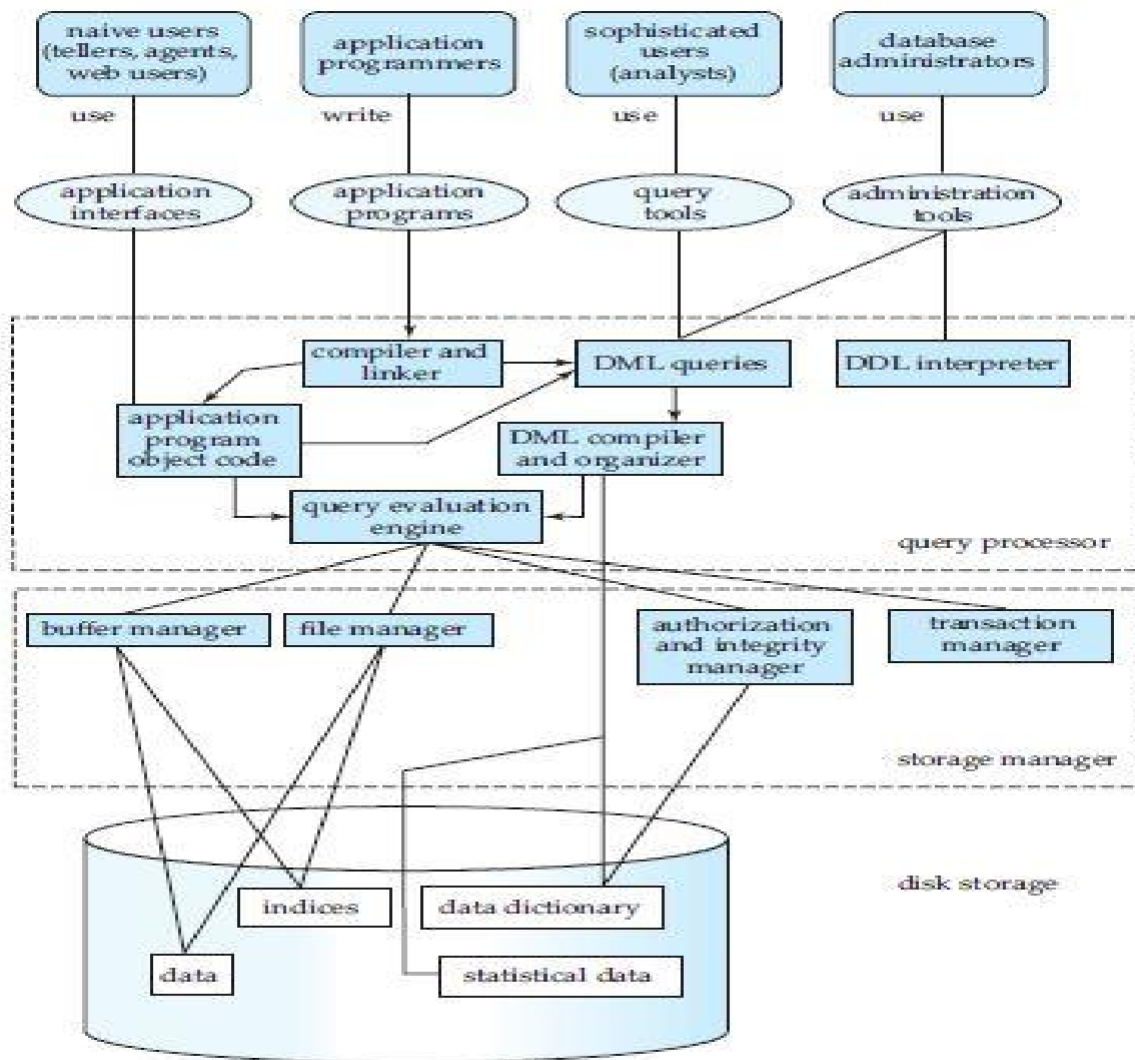 naive users
(tellers, agents,
web users)
application
programmers
sophisticated
users
(analysts)
database
administrators
use
write
use
use
application
interfaces
application
programs
query
tools
administration
tools
compiler and
linker
DML queries
DDL interpreter
application
program
object code
DML compiler
and organizer
query evaluation
engine
query processor
buffer manager
file manager
authorization
and integrity
manager
transaction
manager
storage manager
disk storage
indices
data dictionary
data
statistical data